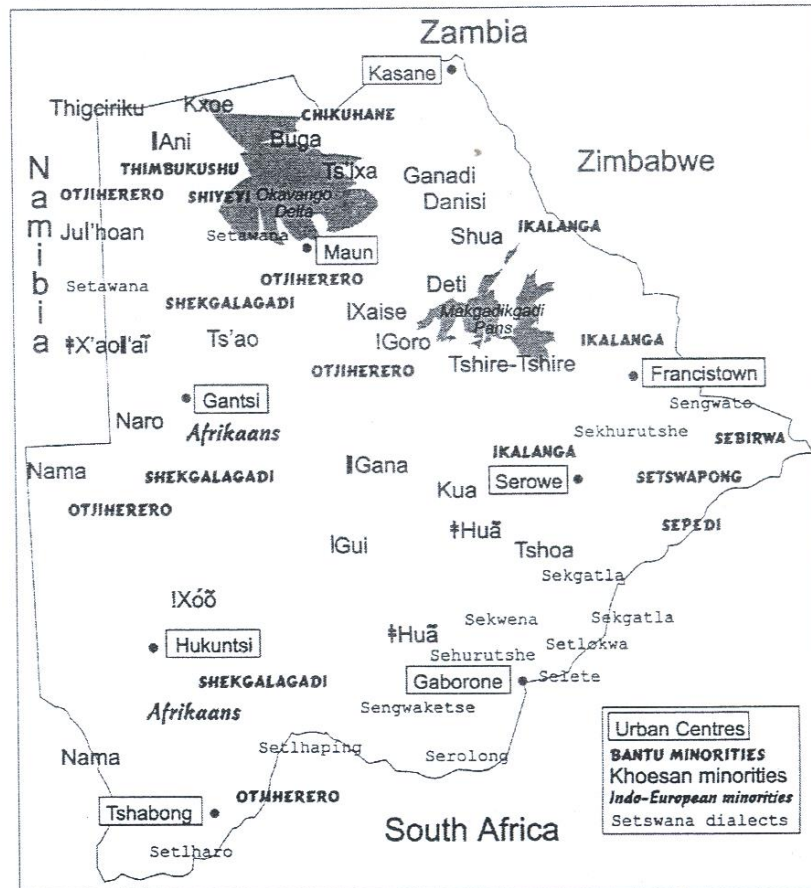 Zambia
Kasane
Thigciriku
Kxoe
CHIKUHANE
ǁAni
Buga
Zimbabwe
THIMBUKUSHU
Ts'ixa
Ganadi
Namibia
OTJIHERERO
SHIYEYI
Okavango
Delta
Danisi
IKALANGA
Jul'hoan
Setawana
Shua
Maun
Setawana
OTJIHERERO
Deti
SHEKGALAGADI
ǀXaise
Makgadikgadi
Pans
ǂX'aoǁ'aĩ
Ts'ao
!Goro
IKALANGA
OTJIHERERO
Tshire-Tshire
Francistown
Gantsi
Sengwato
Naro
Afrikaans
Sekhurutshe
SEBIRWA
IKALANGA
Nama
SHEKGALAGADI
ǁGana
Serowe
SETSWAPONG
Kua
OTJIHERERO
ǂHuã
SEPEDI
ǀGui
Tshoa
Sekgatla
!Xóõ
Sekwena
Sekgatla
ǂHuã
Hukuntsi
Setlokwa
Sehurutshe
SHEKGALAGADI
Gaborone
Selete
Afrikaans
Sengwaketse
Urban Centres
Setlhaping
Serolong
BANTU MINORITIES
Nama
Khoesan minorities
OTJIHERERO
Indo-European minorities
Tshabong
South Africa
Setswana dialects
Setlharo